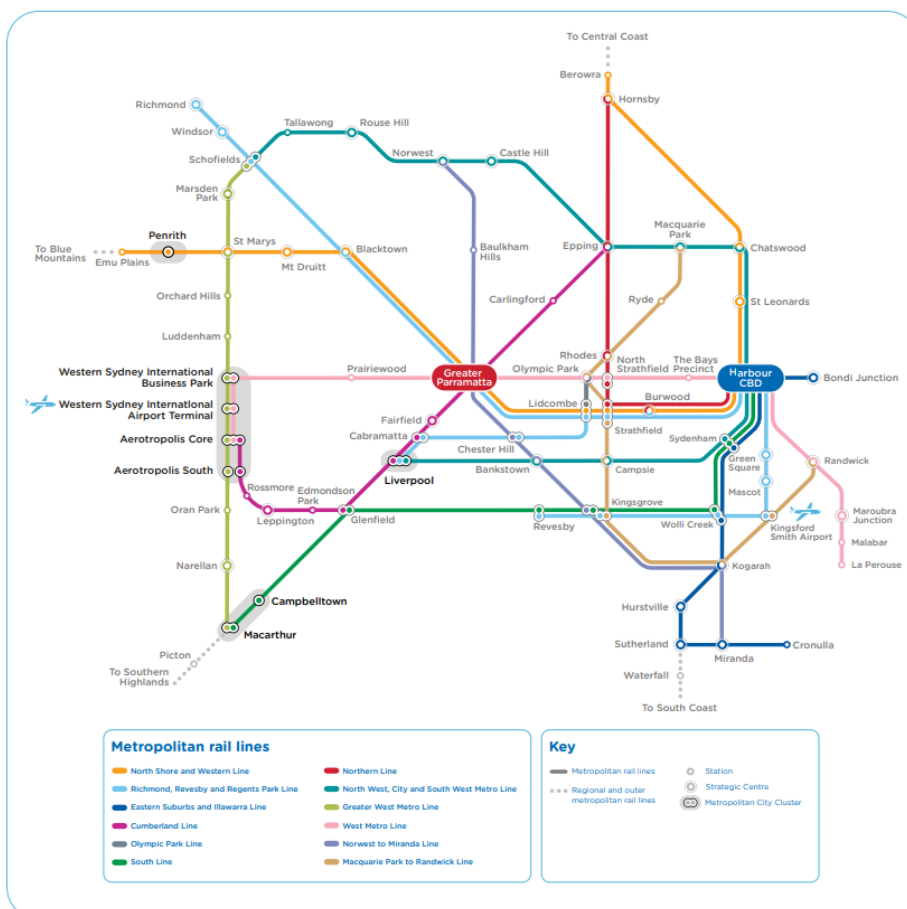 To Central Coast
Berowra
Hornsby
Richmond
Windsor
Tallawong
Rouse Hill
Norwest
Castle Hill
Schofields
Marsden
Park
Macquarie
Park
Penrith
St Marys
Blacktown
Baulkham
Hills
Epping
Chatswood
To Blue
Mountains
Emu Plains
Mt Druitt
Orchard Hills
Carlingford
Ryde
St Leonards
Luddenham
Rhodes
Western Sydney International
Business Park
Prairiewood
Greater
Parramatta
Olympic Park
North
Strathfield
The Bays
Precinct
Harbour
CBD
Bondi Junction
Western Sydney International
Airport Terminal
Lidcombe
Burwood
Fairfield
Cabramatta
Strathfield
Aerotropolis Core
Chester Hill
Sydenham
Green
Square
Aerotropolis South
Liverpool
Bankstown
Campsie
Randwick
Rossmore
Edmondson
Park
Mascot
Oran Park
Leppington
Glenfield
Revesby
Kingsgrove
Wolli Creek
Kingsford
Smith Airport
Maroubra
Junction
Malabar
Narellan
Kogarah
La Perouse
Campbelltown
Hurstville
Macarthur
Picton
Sutherland
Miranda
Cronulla
To Southern
Highlands
Waterfall
To South Coast
Metropolitan rail lines
North Shore and Western Line
Richmond, Revesby and Regents Park Line
Eastern Suburbs and Illawarra Line
Cumberland Line
Olympic Park Line
South Line
Northern Line
North West, City and South West Metro Line
Greater West Metro Line
West Metro Line
Norwest to Miranda Line
Macquarie Park to Randwick Line
Key
Metropolitan rail lines
Regional and outer
metropolitan rail lines
Station
Strategic Centre
Metropolitan City Cluster